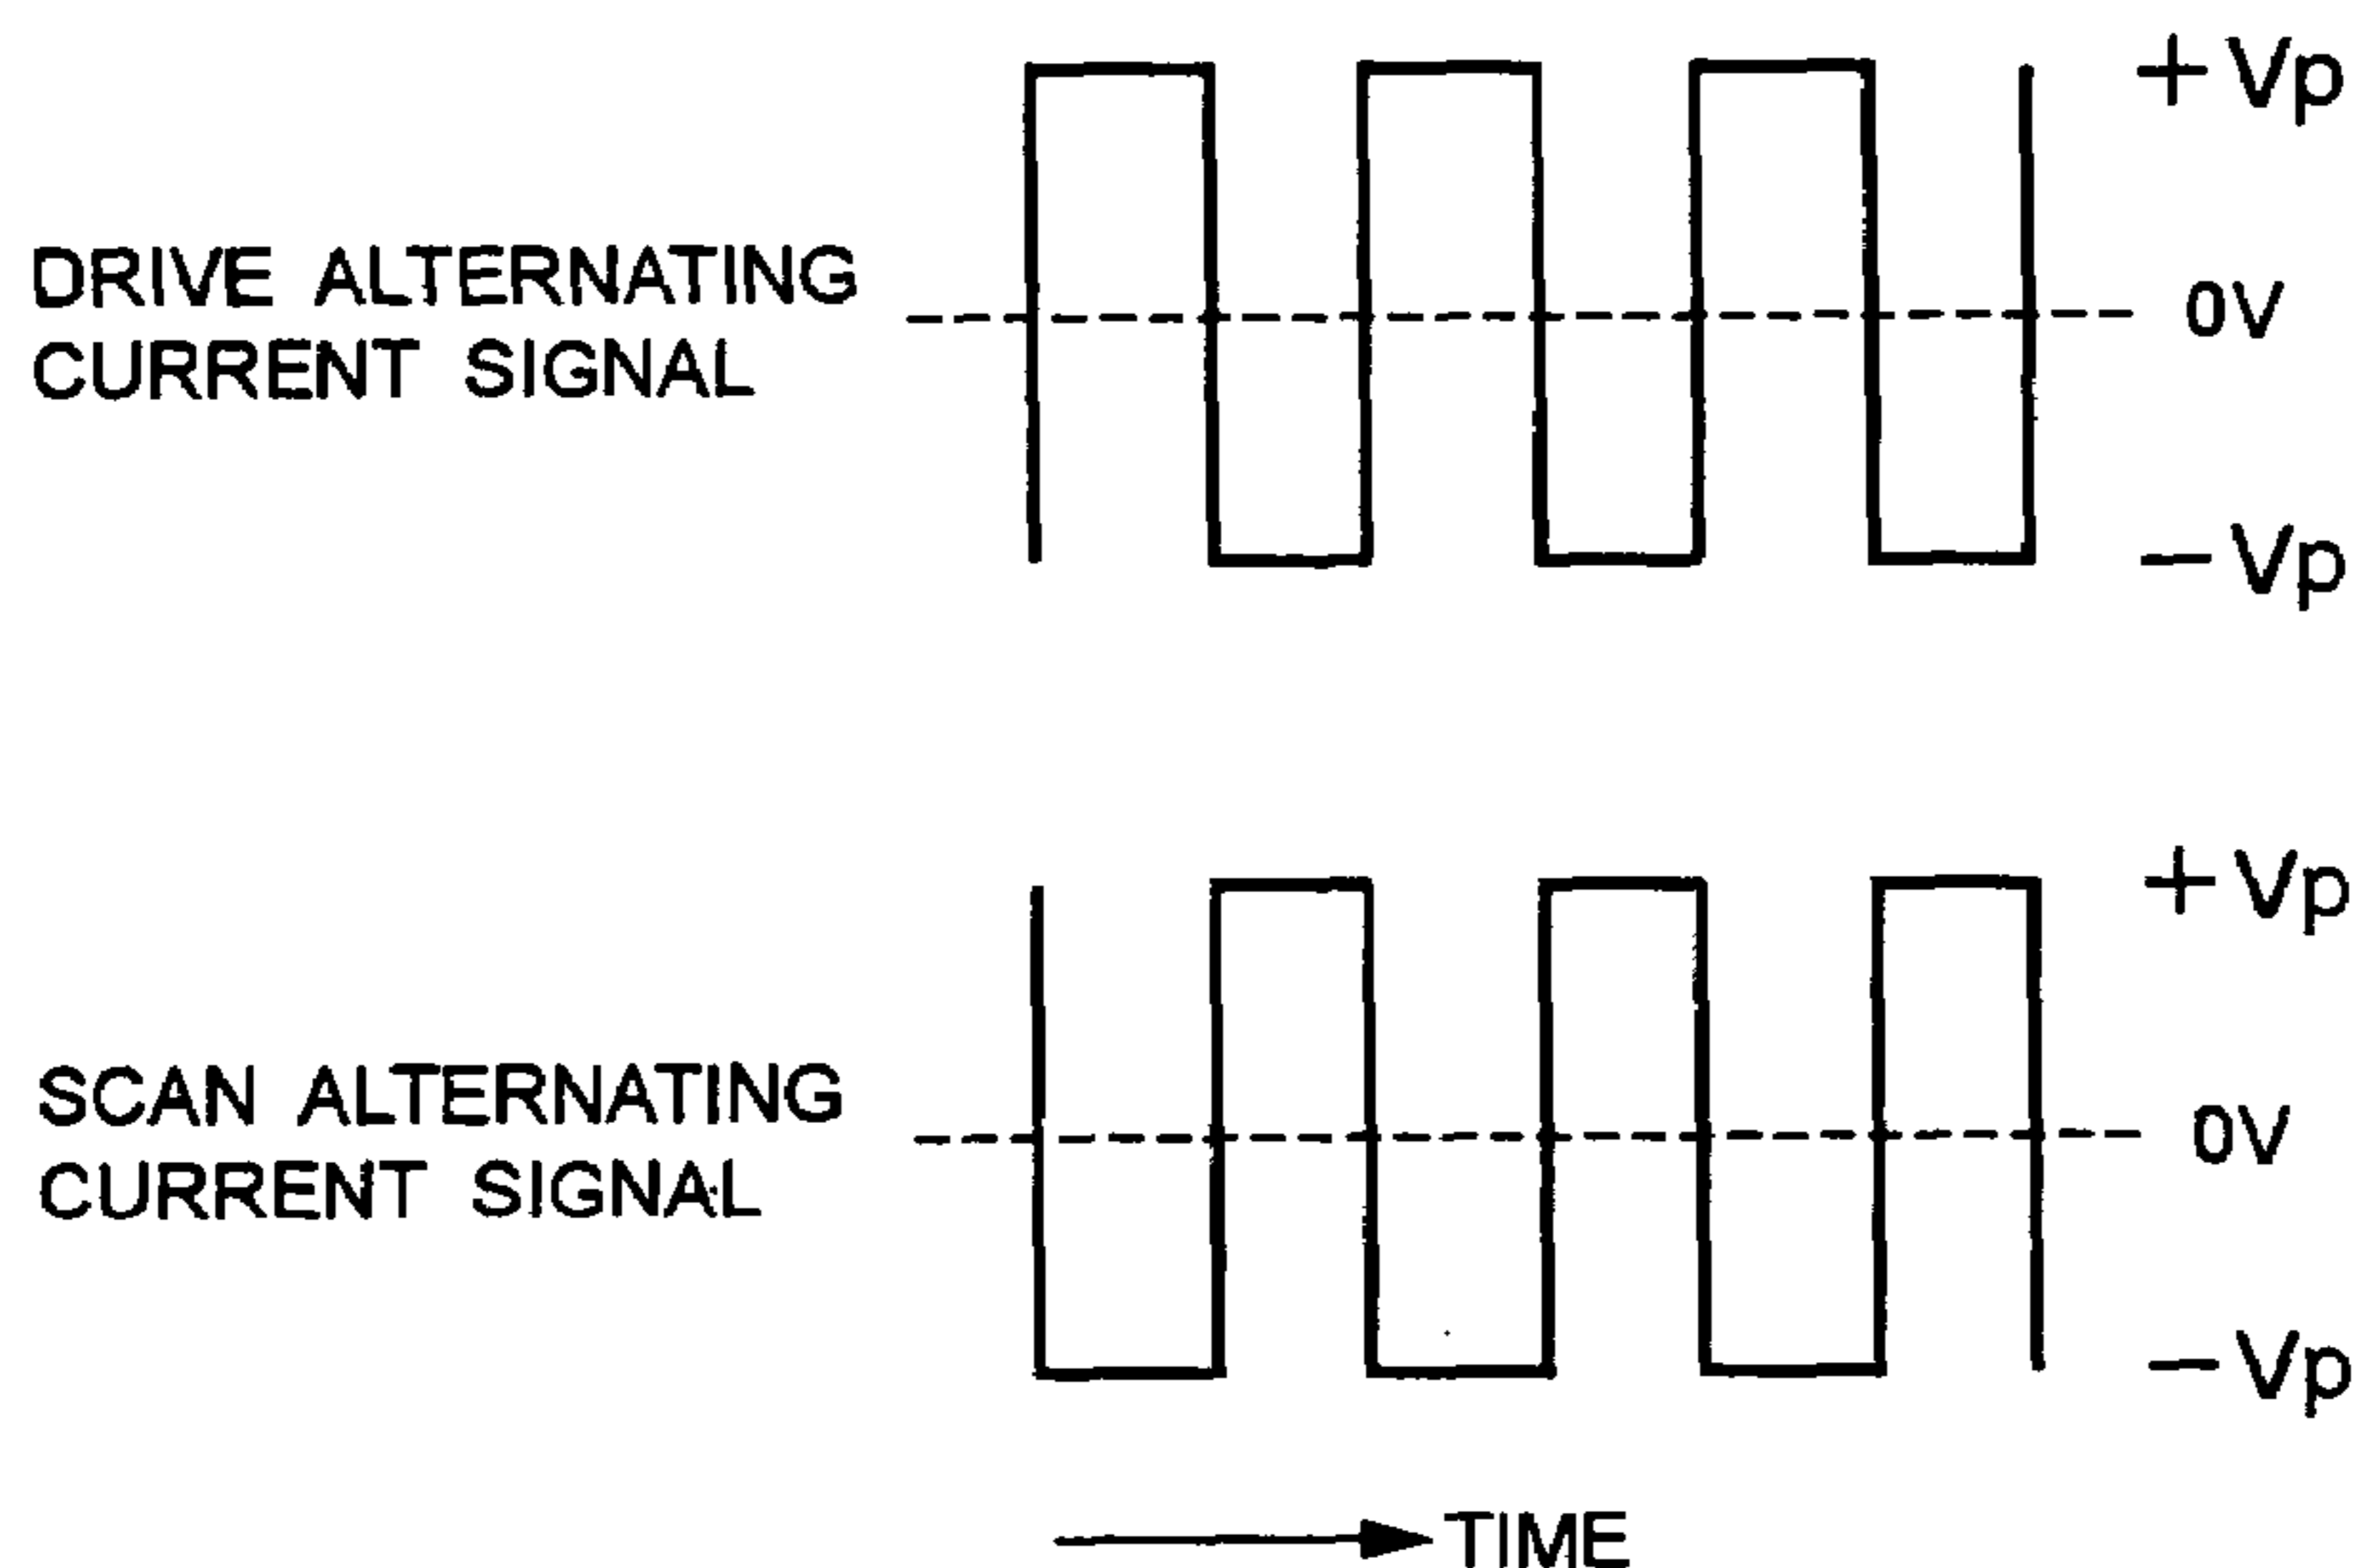 +Vp
DRIVE ALTERNATING
CURRENT SIGNAL
0V
-Vp
+Vp
SCAN ALTERNATING
CURRENT SIGNAL
0V
-Vp
TIME